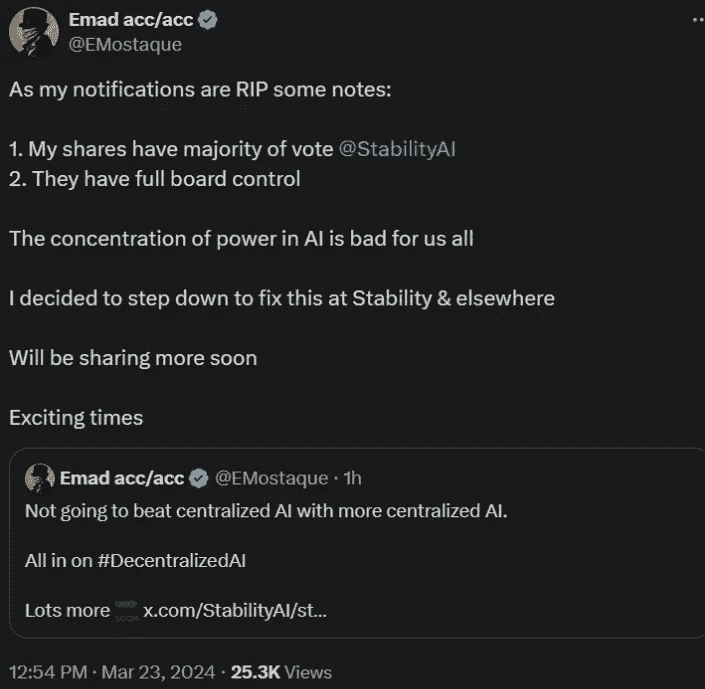 Emad acc/acc
@EMostaque
As my notifications are RIP some notes:
1. My shares have majority of vote @StabilityAI
2. They have full board control
The concentration of power in AI is bad for us all
I decided to step down to fix this at Stability & elsewhere
Will be sharing more soon
Exciting times
Emad acc/acc @EMostaque · 1h
Not going to beat centralized AI with more centralized AI.
All in on #DecentralizedAI
Lots more x.com/StabilityAI/st...
12:54 PM · Mar 23, 2024 · 25.3K Views